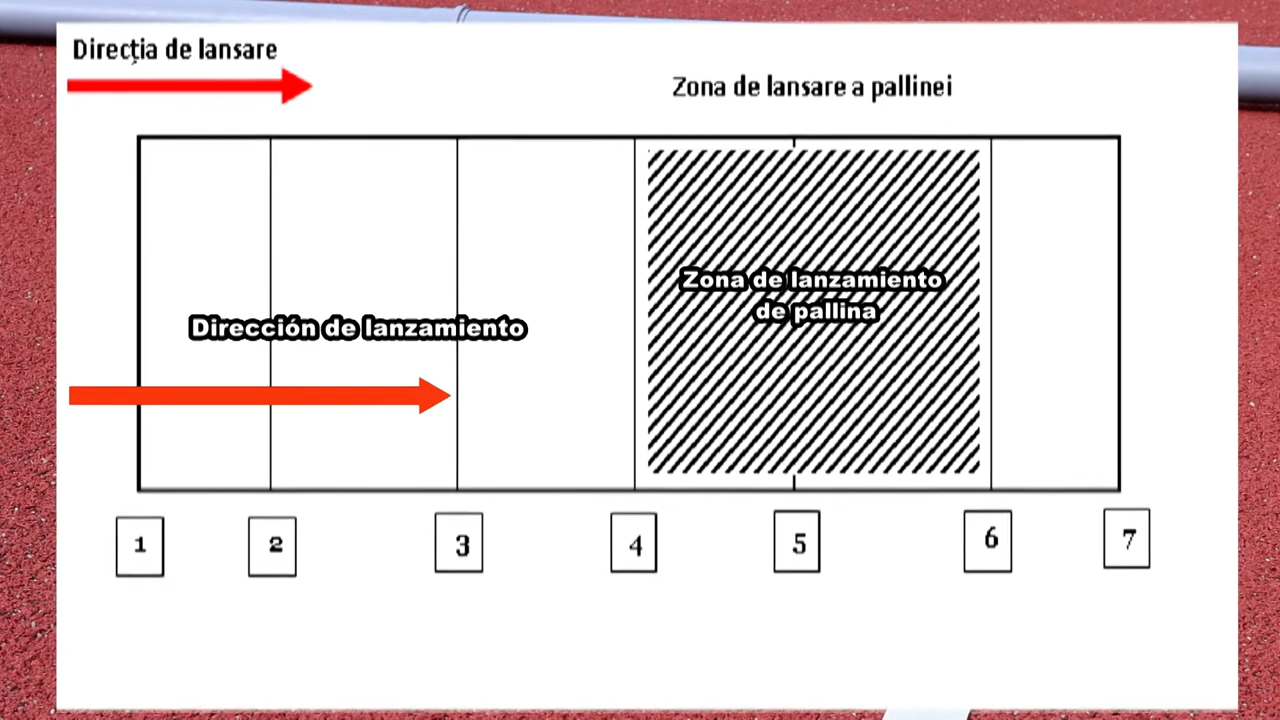 Direcția de lansare
Zona de lansare a pallinei
Zona de lanzamiento
de pallina
Dirección de lanzamiento
1
2
3
4
5
6
7